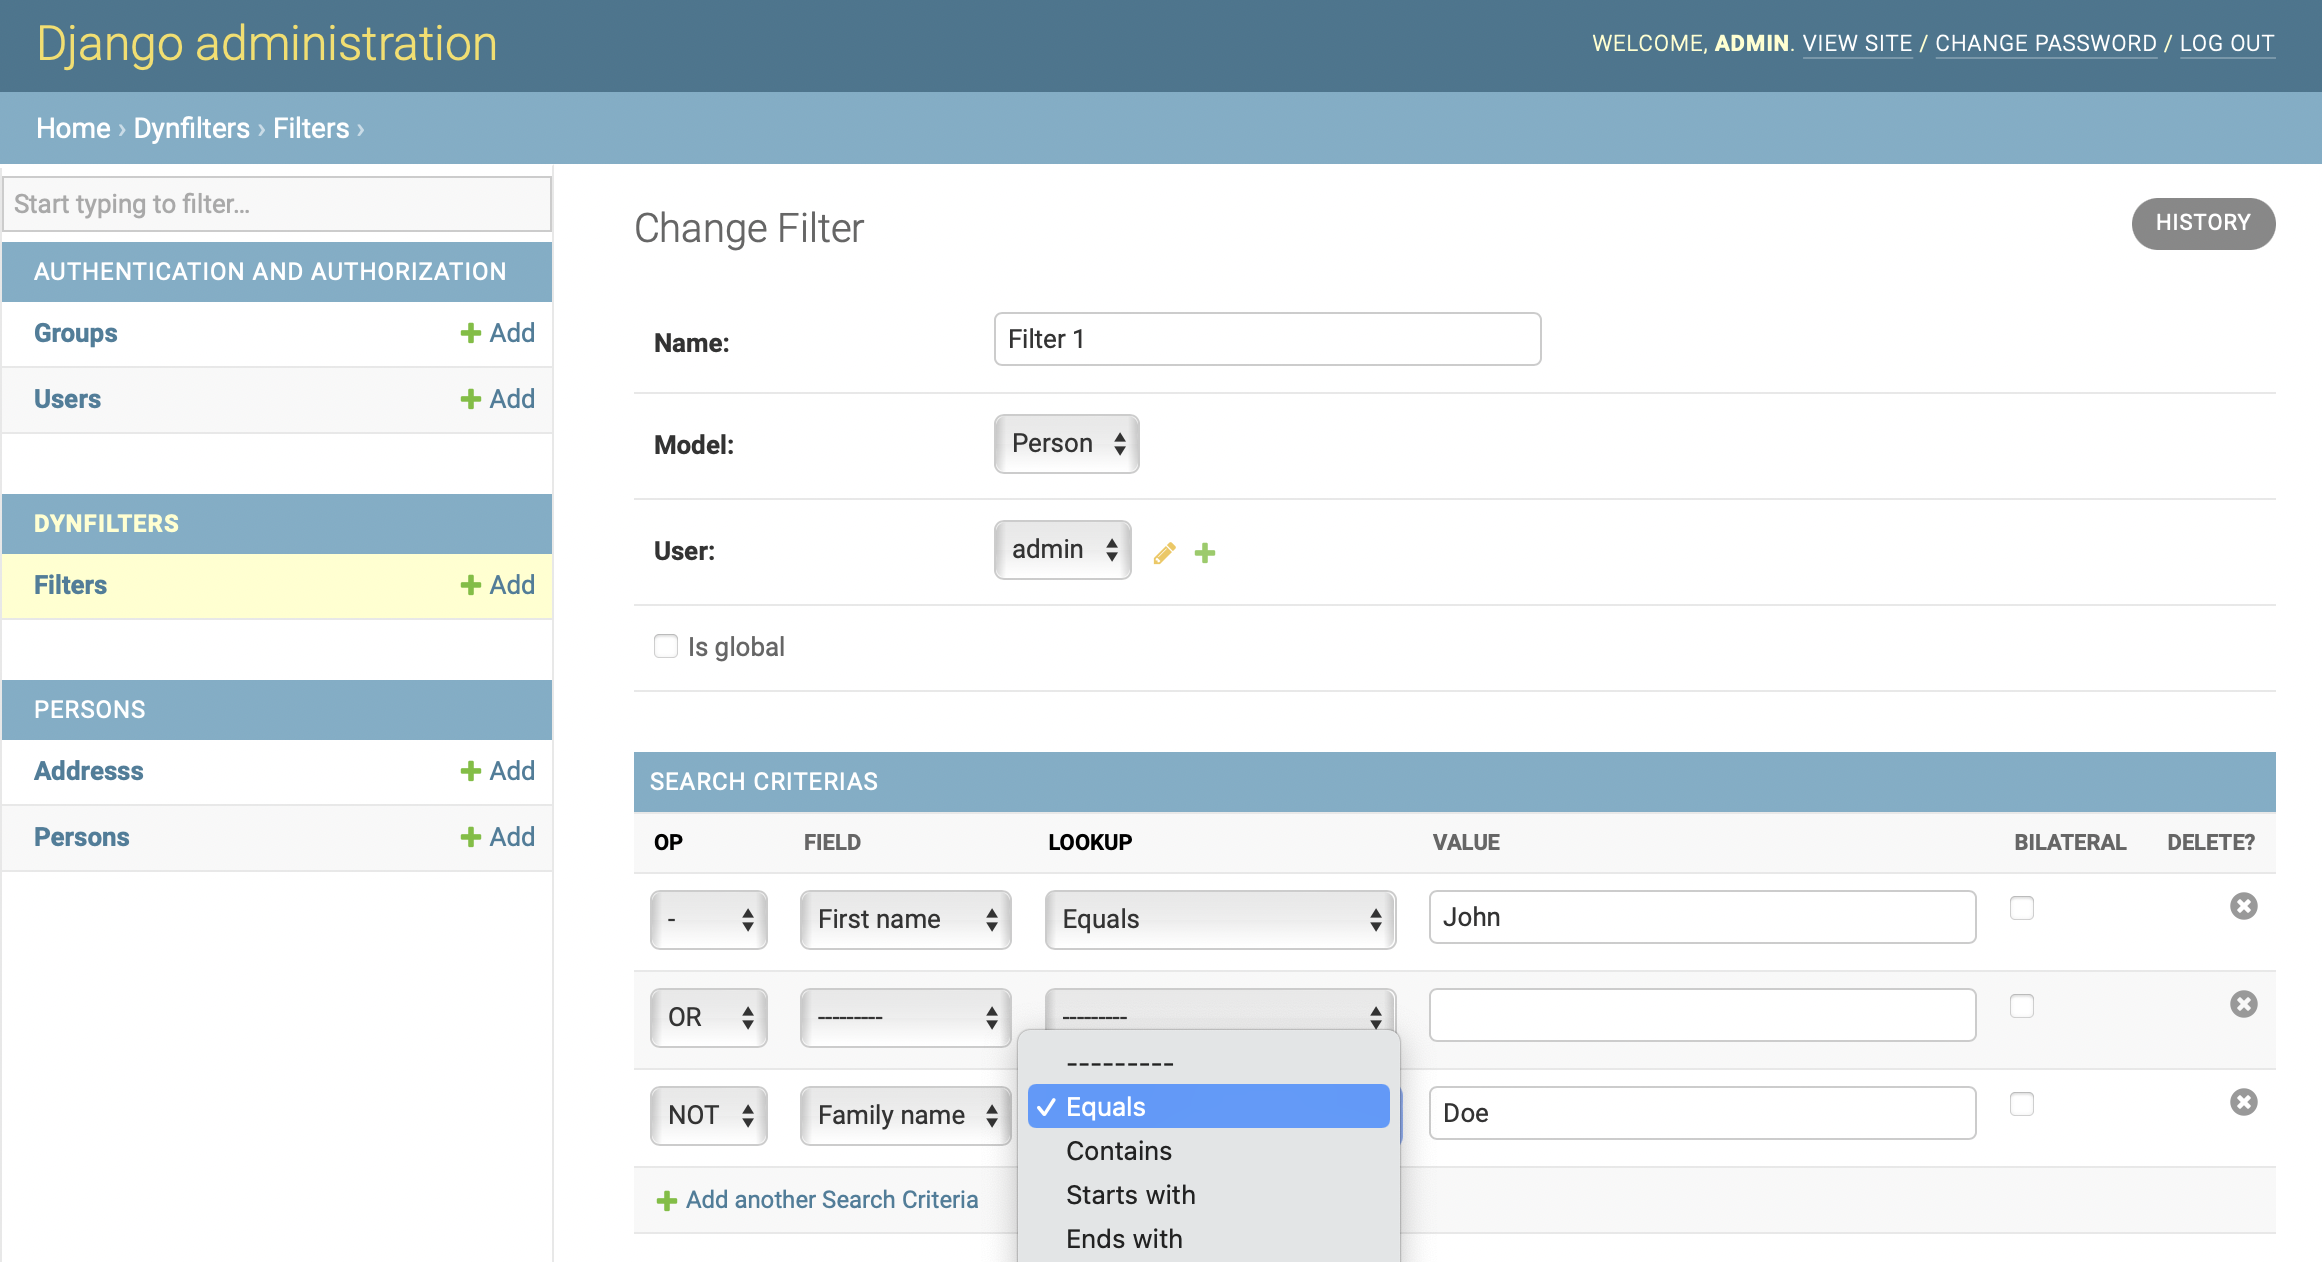 Django administration
WELCOME, ADMIN. VIEW SITE / CHANGE PASSWORD / LOG OUT
Home › Dynfilters › Filters ›
Start typing to filter...
AUTHENTICATION AND AUTHORIZATION
Groups Add
Users Add
DYNFILTERS
Filters Add
PERSONS
Addresss Add
Persons Add
Change Filter
HISTORY
Name: Filter 1
Model: Person
User: admin
Is global
SEARCH CRITERIAS
OP FIELD LOOKUP VALUE BILATERAL DELETE?
- First name Equals John
OR --------- ---------
NOT Family name Doe
---------
Equals
Contains
Starts with
Ends with
Add another Search Criteria